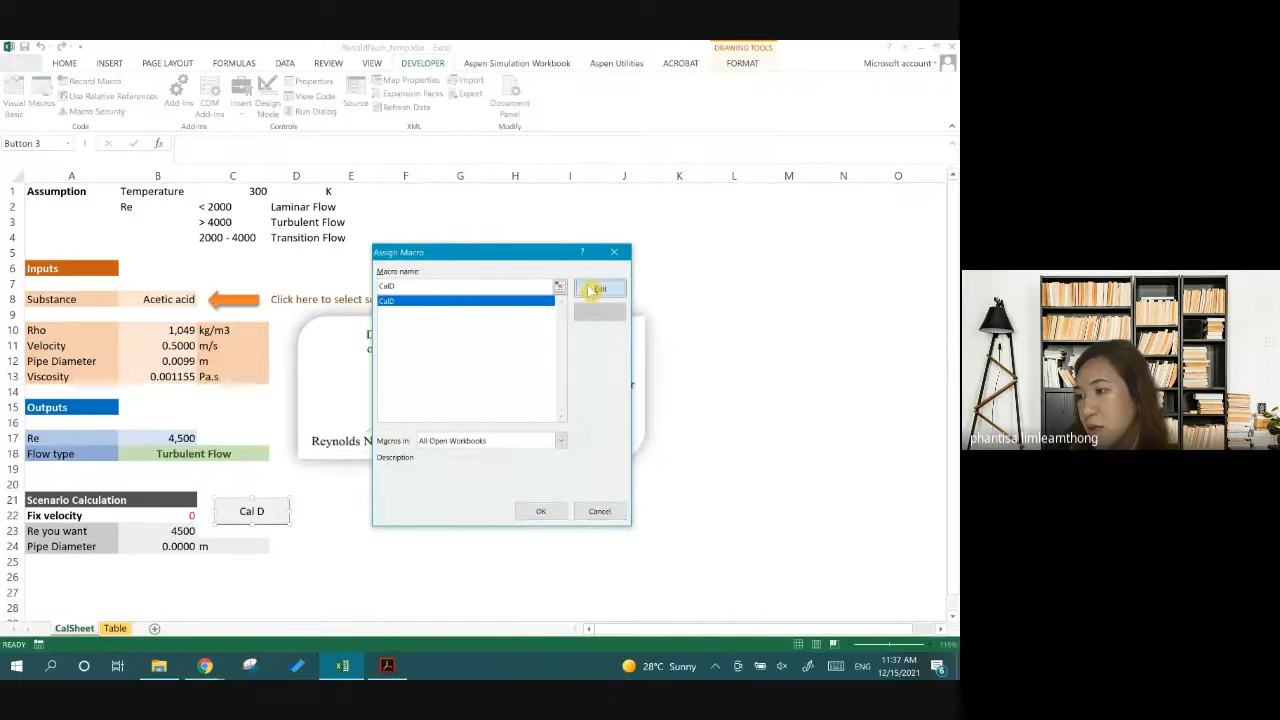 RenoldNum_temp.xlsx - Excel
DRAWING TOOLS
HOME INSERT PAGE LAYOUT FORMULAS DATA REVIEW VIEW DEVELOPER Aspen Simulation Workbook Aspen Utilities ACROBAT FORMAT Microsoft account
Visual Basic
Macros
Record Macro
Use Relative References
Macro Security
Code
Add-Ins
COM Add-Ins
Add-Ins
Insert
Design Mode
Properties
View Code
Run Dialog
Controls
Source
Map Properties
Expansion Packs
Refresh Data
Import
Export
XML
Document Panel
Modify
Button 3
fx
A B C D E F G H I J K L M N O
1 Assumption Temperature 300 K
2 Re < 2000 Laminar Flow
3 > 4000 Turbulent Flow
4 2000 - 4000 Transition Flow
5
6 Inputs
7
8 Substance Acetic acid Click here to select su
9
10 Rho 1,049 kg/m3
11 Velocity 0.5000 m/s
12 Pipe Diameter 0.0099 m
13 Viscosity 0.001155 Pa.s
14
15 Outputs
16
17 Re 4,500
18 Flow type Turbulent Flow
20
21 Scenario Calculation
22 Fix velocity 0
23 Re you want 4500
24 Pipe Diameter 0.0000 m
25
26
27
28
Cal D
Reynolds N
Assign Macro
?
Macro name:
CalD
CalD
Edit
Macros in: All Open Workbooks
Description
OK Cancel
phantisa limleamthong
CalSheet Table
READY
115%
28°C Sunny
ENG
11:37 AM
12/15/2021
6